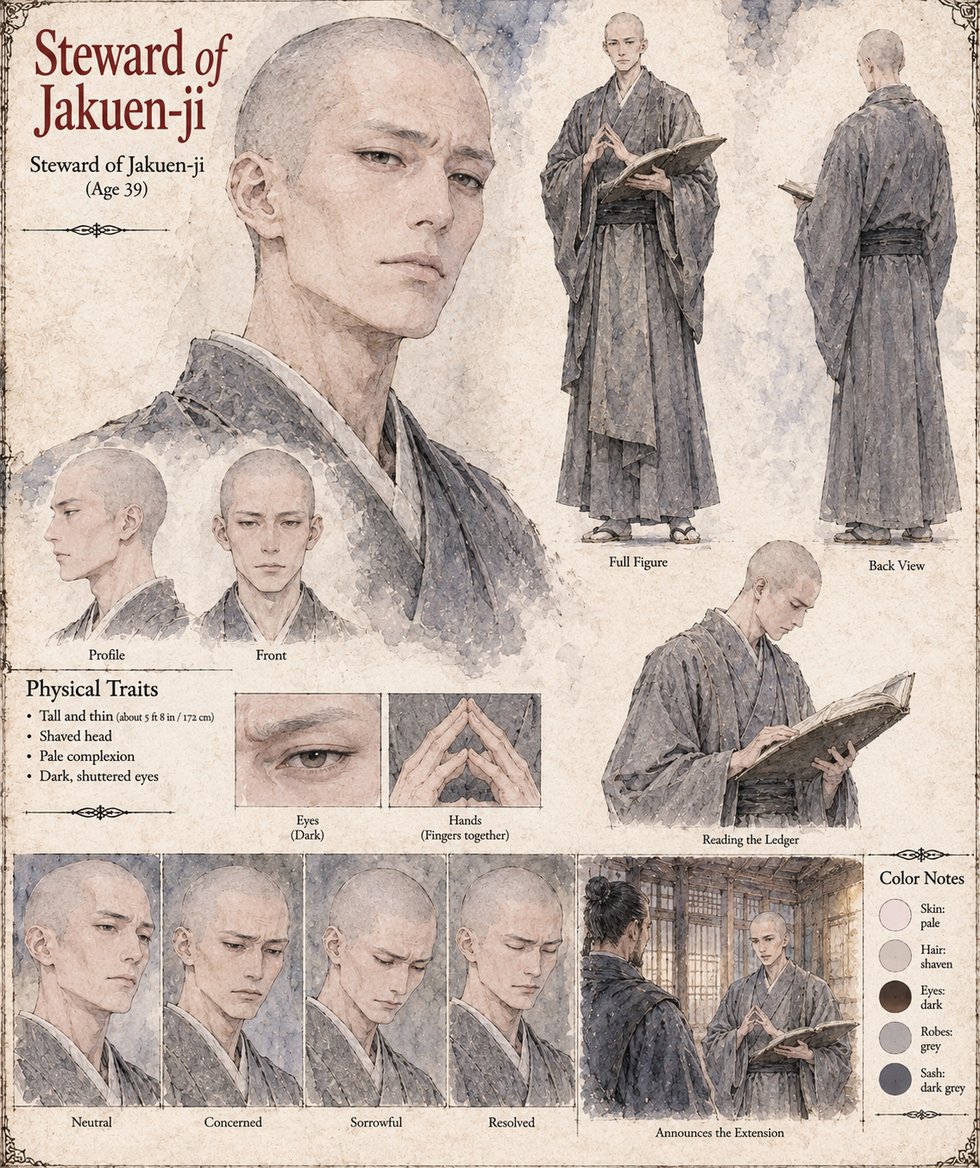 Steward of
Jakuen-ji
Steward of Jakuen-ji
(Age 39)
Full Figure
Back View
Profile
Front
Physical Traits
• Tall and thin (about 5 ft 8 in / 172 cm)
• Shaved head
• Pale complexion
• Dark, shuttered eyes
Eyes
(Dark)
Hands
(Fingers together)
Reading the Ledger
Neutral
Concerned
Sorrowful
Resolved
Announces the Extension
Color Notes
Skin:
pale
Hair:
shaven
Eyes:
dark
Robes:
grey
Sash:
dark grey